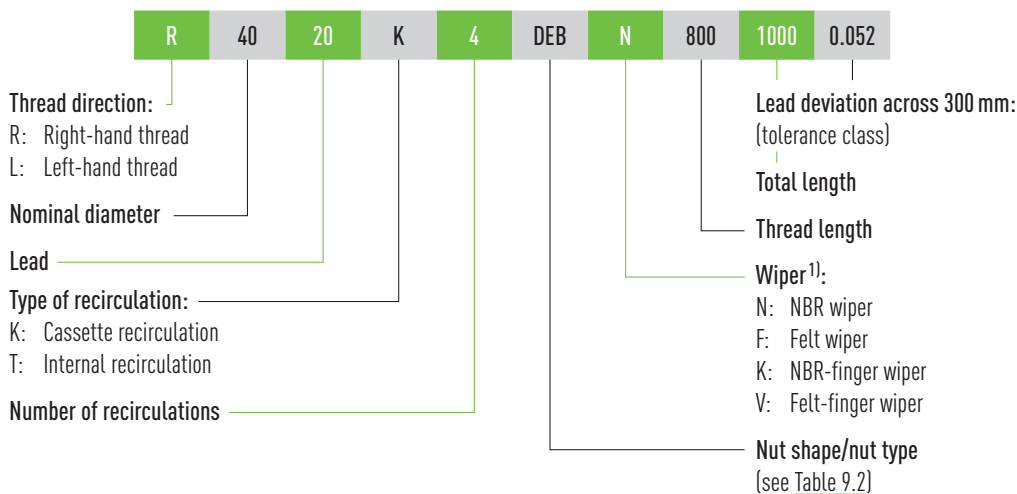 R 40 20 K 4 DEB N 800 1000 0.052
Thread direction:
R: Right-hand thread
L: Left-hand thread
Nominal diameter
Lead
Type of recirculation:
K: Cassette recirculation
T: Internal recirculation
Number of recirculations
Lead deviation across 300 mm:
(tolerance class)
Total length
Thread length
Wiper 1):
N: NBR wiper
F: Felt wiper
K: NBR-finger wiper
V: Felt-finger wiper
Nut shape/nut type
(see Table 9.2)